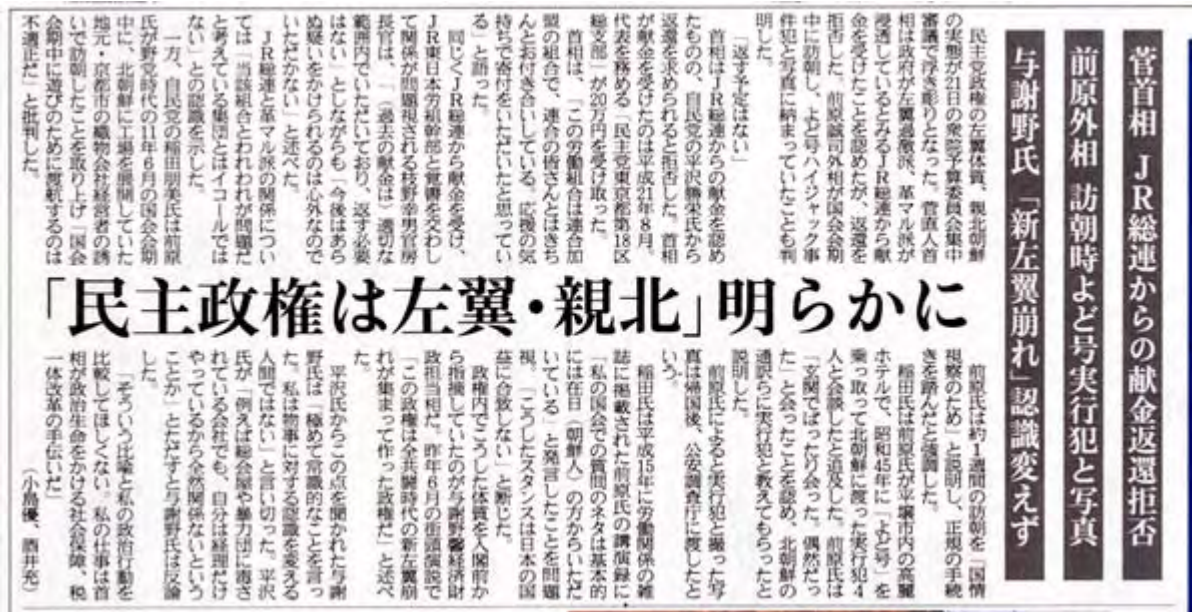 菅首相 JR総連からの献金返還拒否
前原外相 訪朝時よど号実行犯と写真
与謝野氏「新左翼崩れ」認識変えず
「民主政権は左翼・親北」明らかに
民主党政権の左翼体質、親北朝鮮
の実態が21日の衆院予算委員会集中
審議で浮き彫りとなった。菅直人首
相は政府が左翼過激派、革マル派が
浸透しているとみるJR総連から献
金を受けたことを認めたが、返還を
拒否した。前原誠司外相が国会会期
中に訪朝し、よど号ハイジャック事
件犯と写真に納まっていたことも判
明した。
「返す予定はない」
首相はJR総連からの献金を認め
たものの、自民党の平沢勝栄氏から
返還を求められると拒否した。首相
が献金を受けたのは平成21年8月。
代表を務める「民主党東京都第18区
総支部」が20万円を受け取った。
首相は、「この労働組合は連合加
盟の組合で、連合の皆さんとはきち
んとお付き合いしている。応援の気
持ちで寄付をいただいたと思ってい
る」と語った。
同じくJR総連から献金を受け、
JR東日本労組幹部と覚書を交わし
て関係が問題視される枝野幸男官房
長官は、「(過去の献金は)適切な
範囲内でいただいており、返す必要
はない」としながらも「今後はあら
ぬ疑いをかけられるのは心外なので
いただかない」と述べた。
JR総連と革マル派の関係につい
ては「当該組合とわれわれが問題だ
と考えている集団とはイコールでは
ない」との認識を示した。
一方、自民党の稲田朋美氏は前原
氏が野党時代の11年6月の国会会期
中に、北朝鮮に工場を展開していた
地元・京都市の織物会社経営者の誘
いで訪朝したことを取り上げ「国会
会期中に遊びのために渡航するのは
不適正だ」と批判した。
前原氏は約1週間の訪朝を「国情
視察のため」と説明し、正規の手続
きを踏んだと強調した。
稲田氏は前原氏が平壌市内の高麗
ホテルで、昭和45年に「よど号」を
乗っ取って北朝鮮に渡った実行犯4
人と会談したと追及した。前原氏は
「玄関でばったり会った。偶然だっ
た」と会ったことを認め、北朝鮮の
通訳らに実行犯と教えてもらったと
説明した。
前原氏によると実行犯と撮った写
真は帰国後、公安調査庁に渡したと
いう。
稲田氏は平成15年に労働関係の雑
誌に掲載された前原氏の講演録に
「私の国会での質問のネタは基本的
には在日(朝鮮人)の方からいただ
いている」と発言したことを問題
視。「こうしたスタンスは日本の国
益に合致しない」と断じた。
政権内でこうした体質を入閣前か
ら指摘していたのが与謝野馨経済財
政担当相だ。昨年6月の街頭演説で
「この政権は全共闘時代の新左翼崩
れが集まって作った政権だ」と述べ
た。
平沢氏からこの点を聞かれた与謝
野氏は「極めて常識的なことを言っ
た。私は物事に対する認識を変える
人間ではない」と言い切った。平沢
氏が「例えば総会屋や暴力団に毒さ
れている会社でも、自分は経理だけ
やっているから全然関係ないという
ことか」とただすと与謝野氏は反論
した。
「そういう比喩と私の政治行動を
比較してほしくない。私の仕事は首
相が政治生命をかける社会保障、税
一体改革の手伝いだ」
(小島優、酒井充)